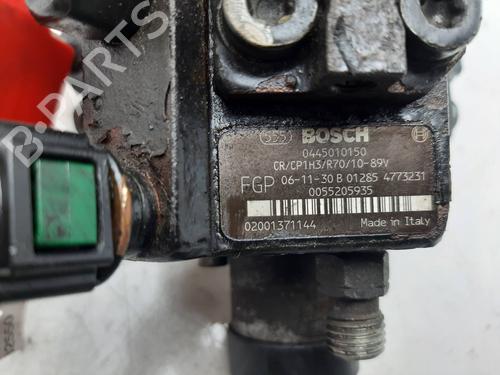 B-PARTS
555 BOSCH
0445010150
CR/CP1H3/R70/10-89V
FGP 06-11-30 B 01285 4773231
0055205935
02001371144 Made in Italy